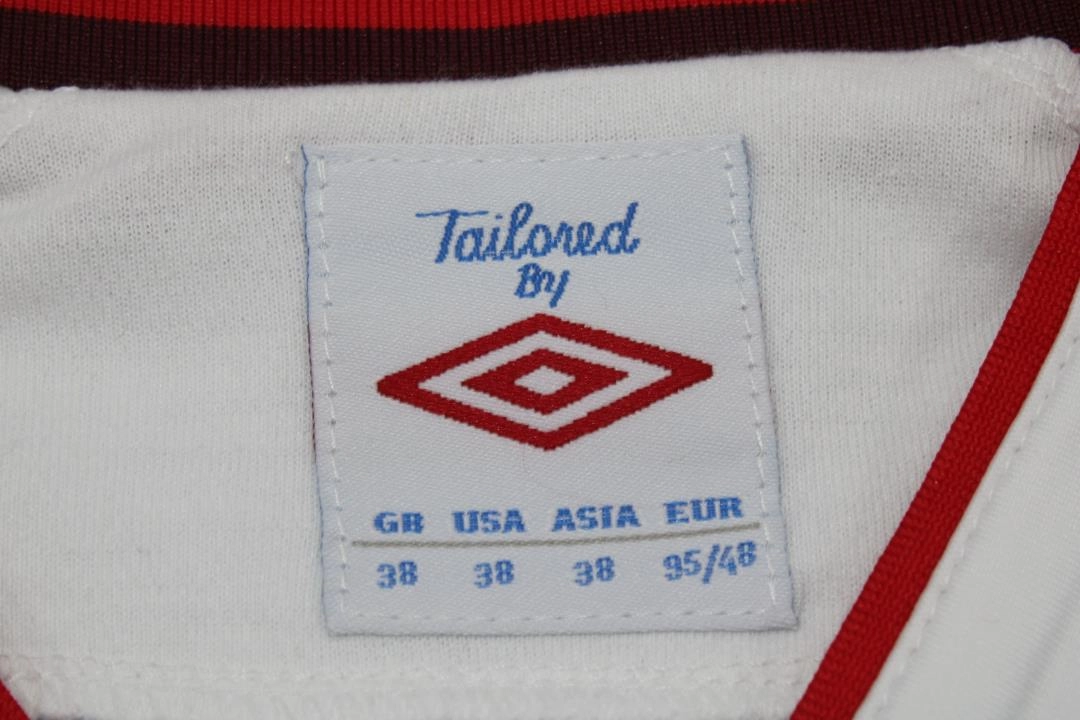 Tailored
By
GB USA ASIA EUR
38 38 38 95/48